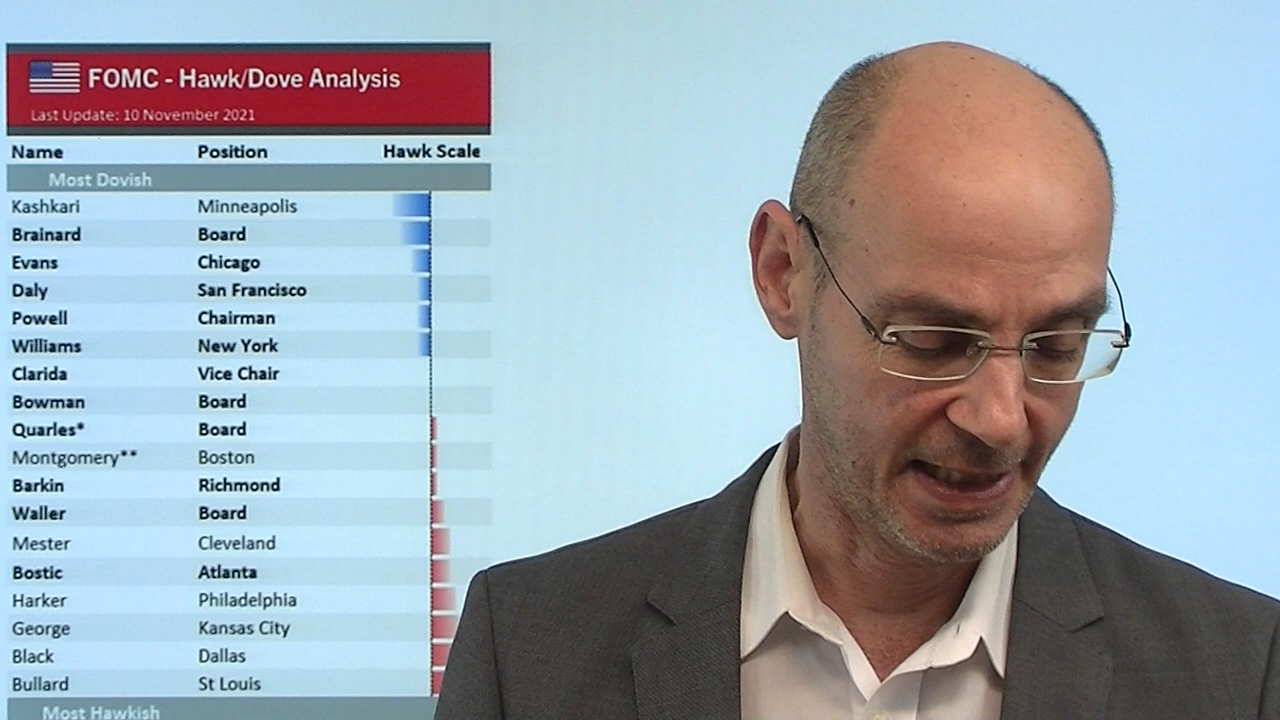 FOMC - Hawk/Dove Analysis
Last Update: 10 November 2021
Name Position Hawk Scale
Most Dovish
Kashkari Minneapolis
Brainard Board
Evans Chicago
Daly San Francisco
Powell Chairman
Williams New York
Clarida Vice Chair
Bowman Board
Quarles* Board
Montgomery** Boston
Barkin Richmond
Waller Board
Mester Cleveland
Bostic Atlanta
Harker Philadelphia
George Kansas City
Black Dallas
Bullard St Louis
Most Hawkish